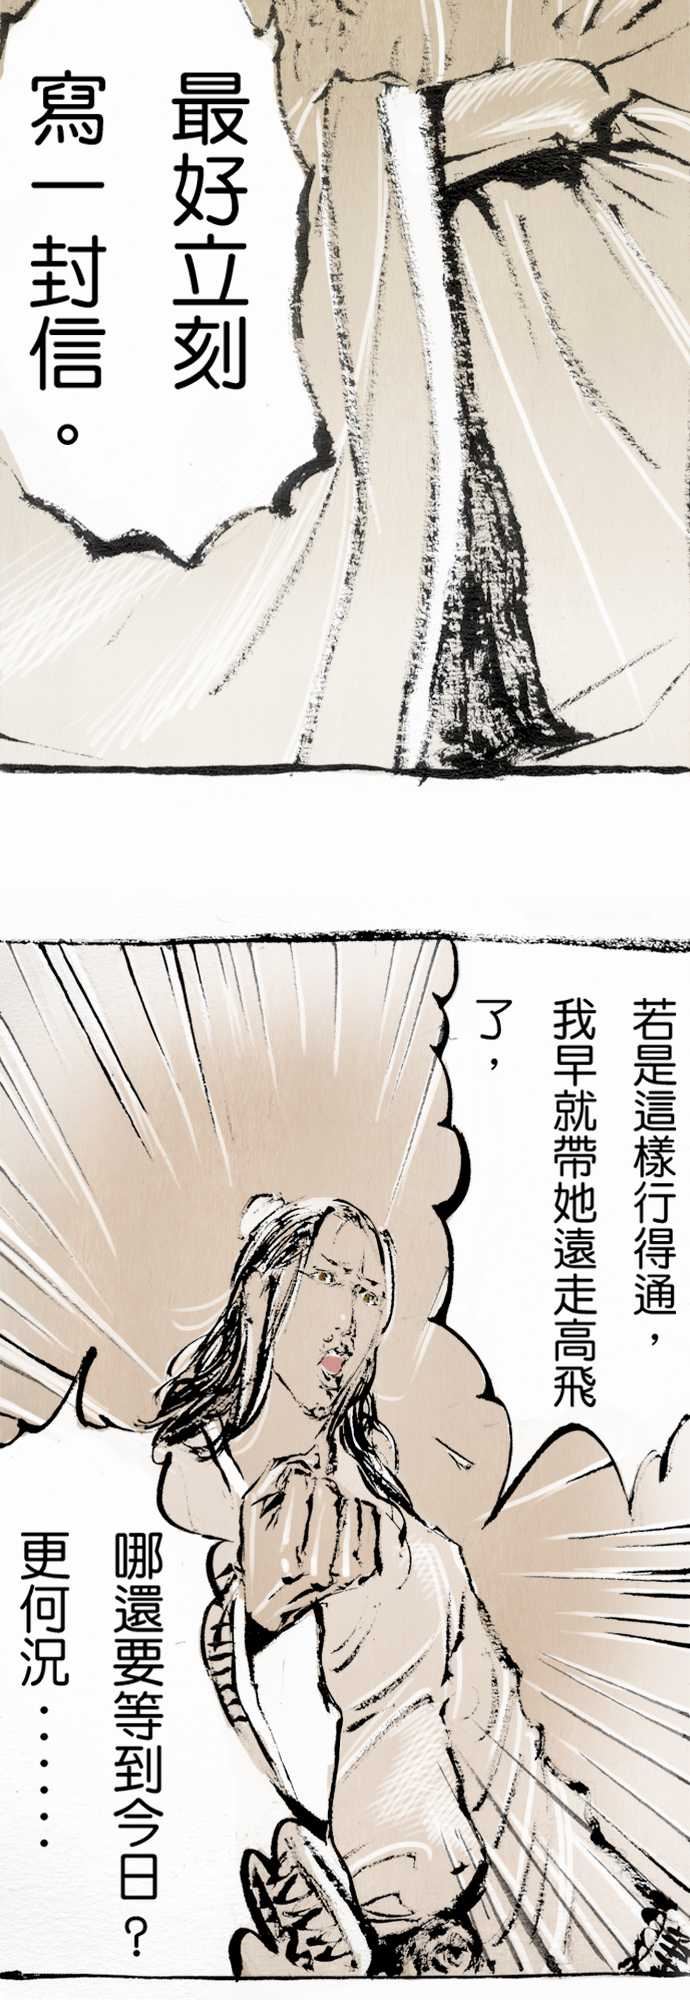 最好立刻
寫一封信。
若是這樣行得通，
我早就帶她遠走高飛
了，
哪還要等到今日？
更何況……